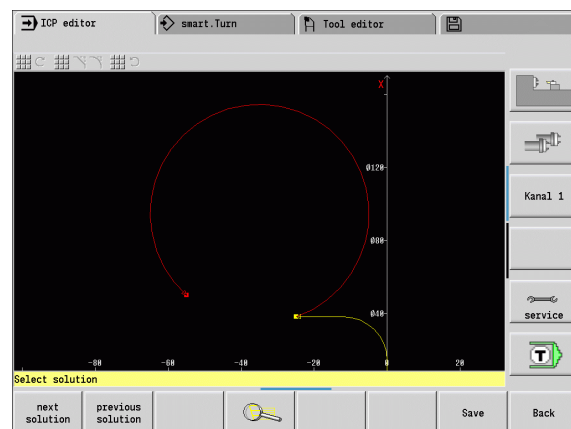 ICP editor
smart.Turn
Tool editor
X
Ø120
Kanal 1
Ø80
Ø40
service
-80 -60 -40 -20 0 20
T
Select solution
next solution
previous solution
Save
Back